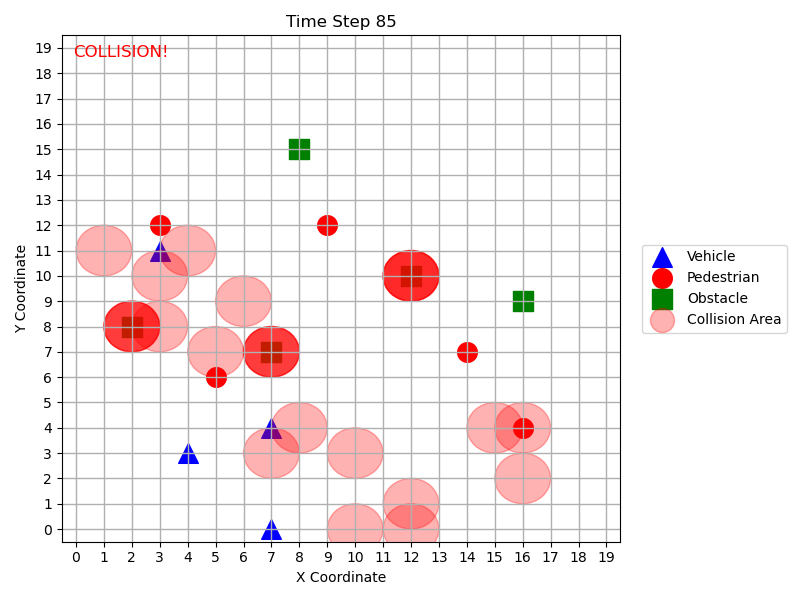 Time Step 85
COLLISION!
19
18
17
16
15
14
13
12
11
10
9
8
7
6
5
4
3
2
1
0
Y Coordinate
0 1 2 3 4 5 6 7 8 9 10 11 12 13 14 15 16 17 18 19
X Coordinate
Vehicle
Pedestrian
Obstacle
Collision Area